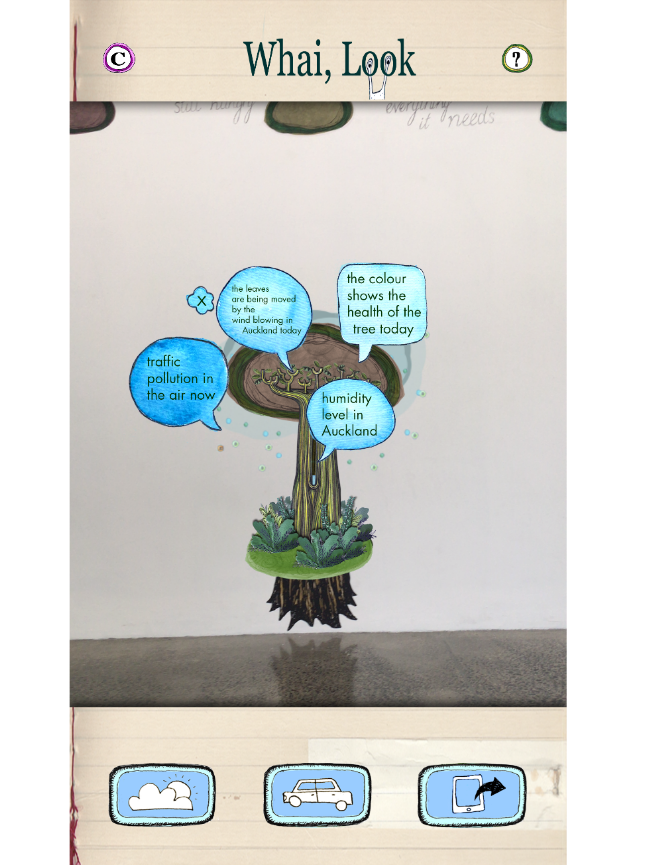 C
Whai, Look
?
still hungry
everything
it needs
the leaves
are being moved
by the
wind blowing in
Auckland today
the colour
shows the
health of the
tree today
X
traffic
pollution in
the air now
humidity
level in
Auckland